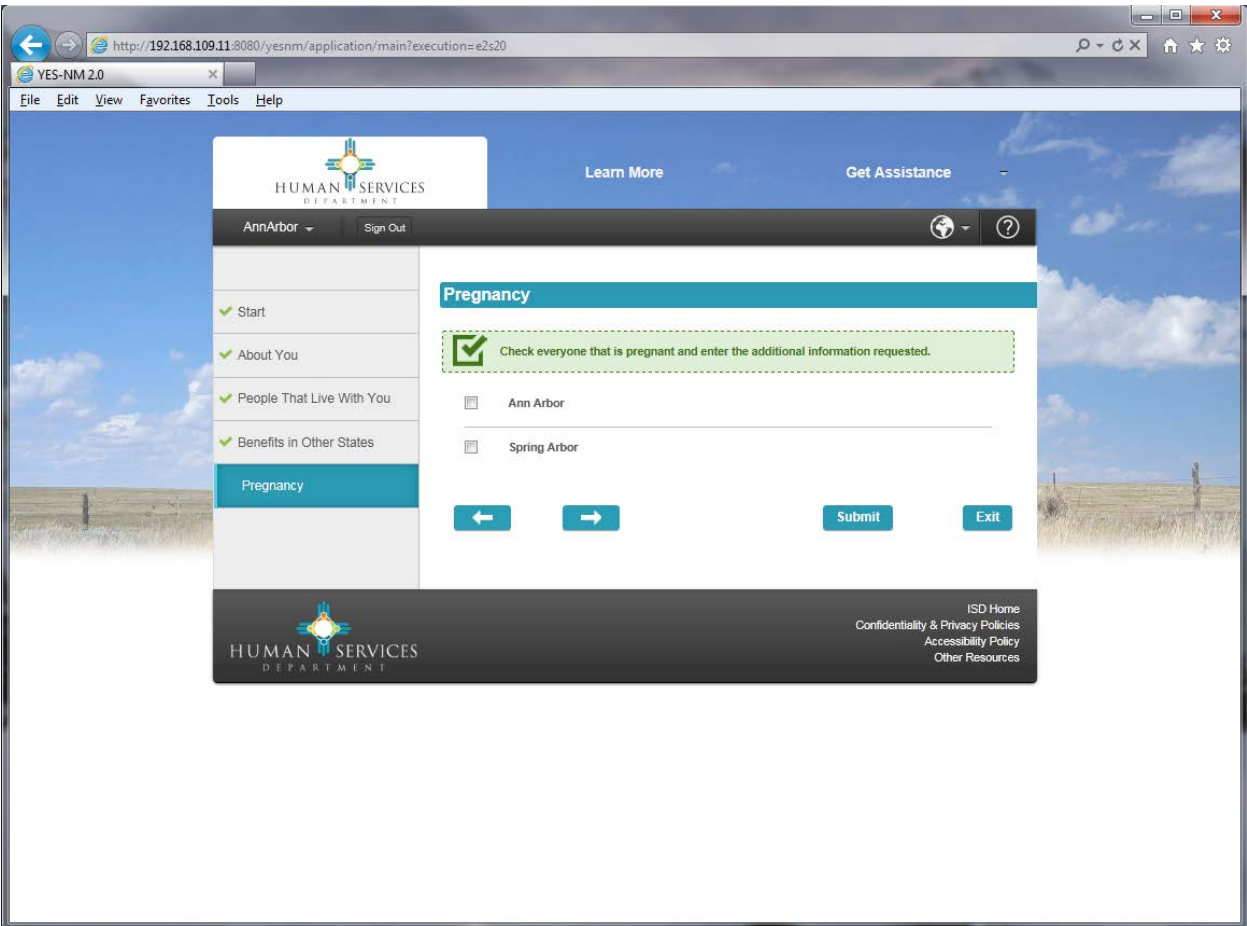 http://192.168.109.11:8080/yesnm/application/main?execution=e2s20
YES-NM 2.0
File Edit View Favorites Tools Help
HUMAN SERVICES
DEPARTMENT
Learn More
Get Assistance
AnnArbor
Sign Out
Start
About You
People That Live With You
Benefits in Other States
Pregnancy
Pregnancy
Check everyone that is pregnant and enter the additional information requested.
Ann Arbor
Spring Arbor
Submit
Exit
HUMAN SERVICES
DEPARTMENT
ISD Home
Confidentiality & Privacy Policies
Accessibility Policy
Other Resources